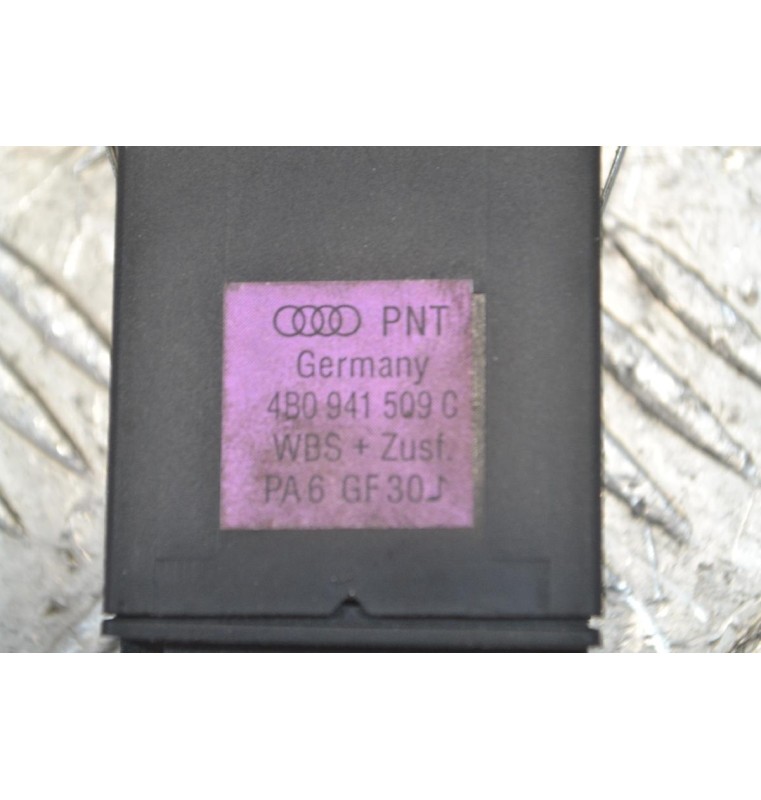 PNT
Germany
4B0 941 509 C
WBS + Zusf.
PA6 GF30